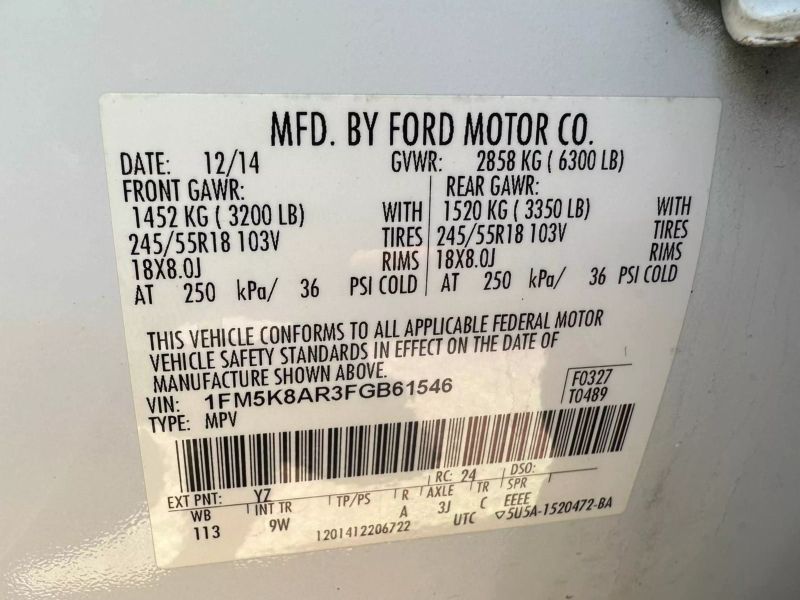 MFD. BY FORD MOTOR CO.
DATE: 12/14 GVWR: 2858 KG ( 6300 LB)
FRONT GAWR: REAR GAWR:
1452 KG ( 3200 LB) WITH 1520 KG ( 3350 LB) WITH
245/55R18 103V TIRES 245/55R18 103V TIRES
18X8.0J RIMS 18X8.0J RIMS
AT 250 kPa/ 36 PSI COLD AT 250 kPa/ 36 PSI COLD
THIS VEHICLE CONFORMS TO ALL APPLICABLE FEDERAL MOTOR
VEHICLE SAFETY STANDARDS IN EFFECT ON THE DATE OF
MANUFACTURE SHOWN ABOVE.
VIN: 1FM5K8AR3FGB61546 F0327
TYPE: MPV T0489
EXT PNT: YZ RC: 24 DSO:
WB INT TR TP/PS R AXLE TR SPR
113 9W A 3J C EEEE
1201412206722 UTC ▽5U5A-1520472-BA